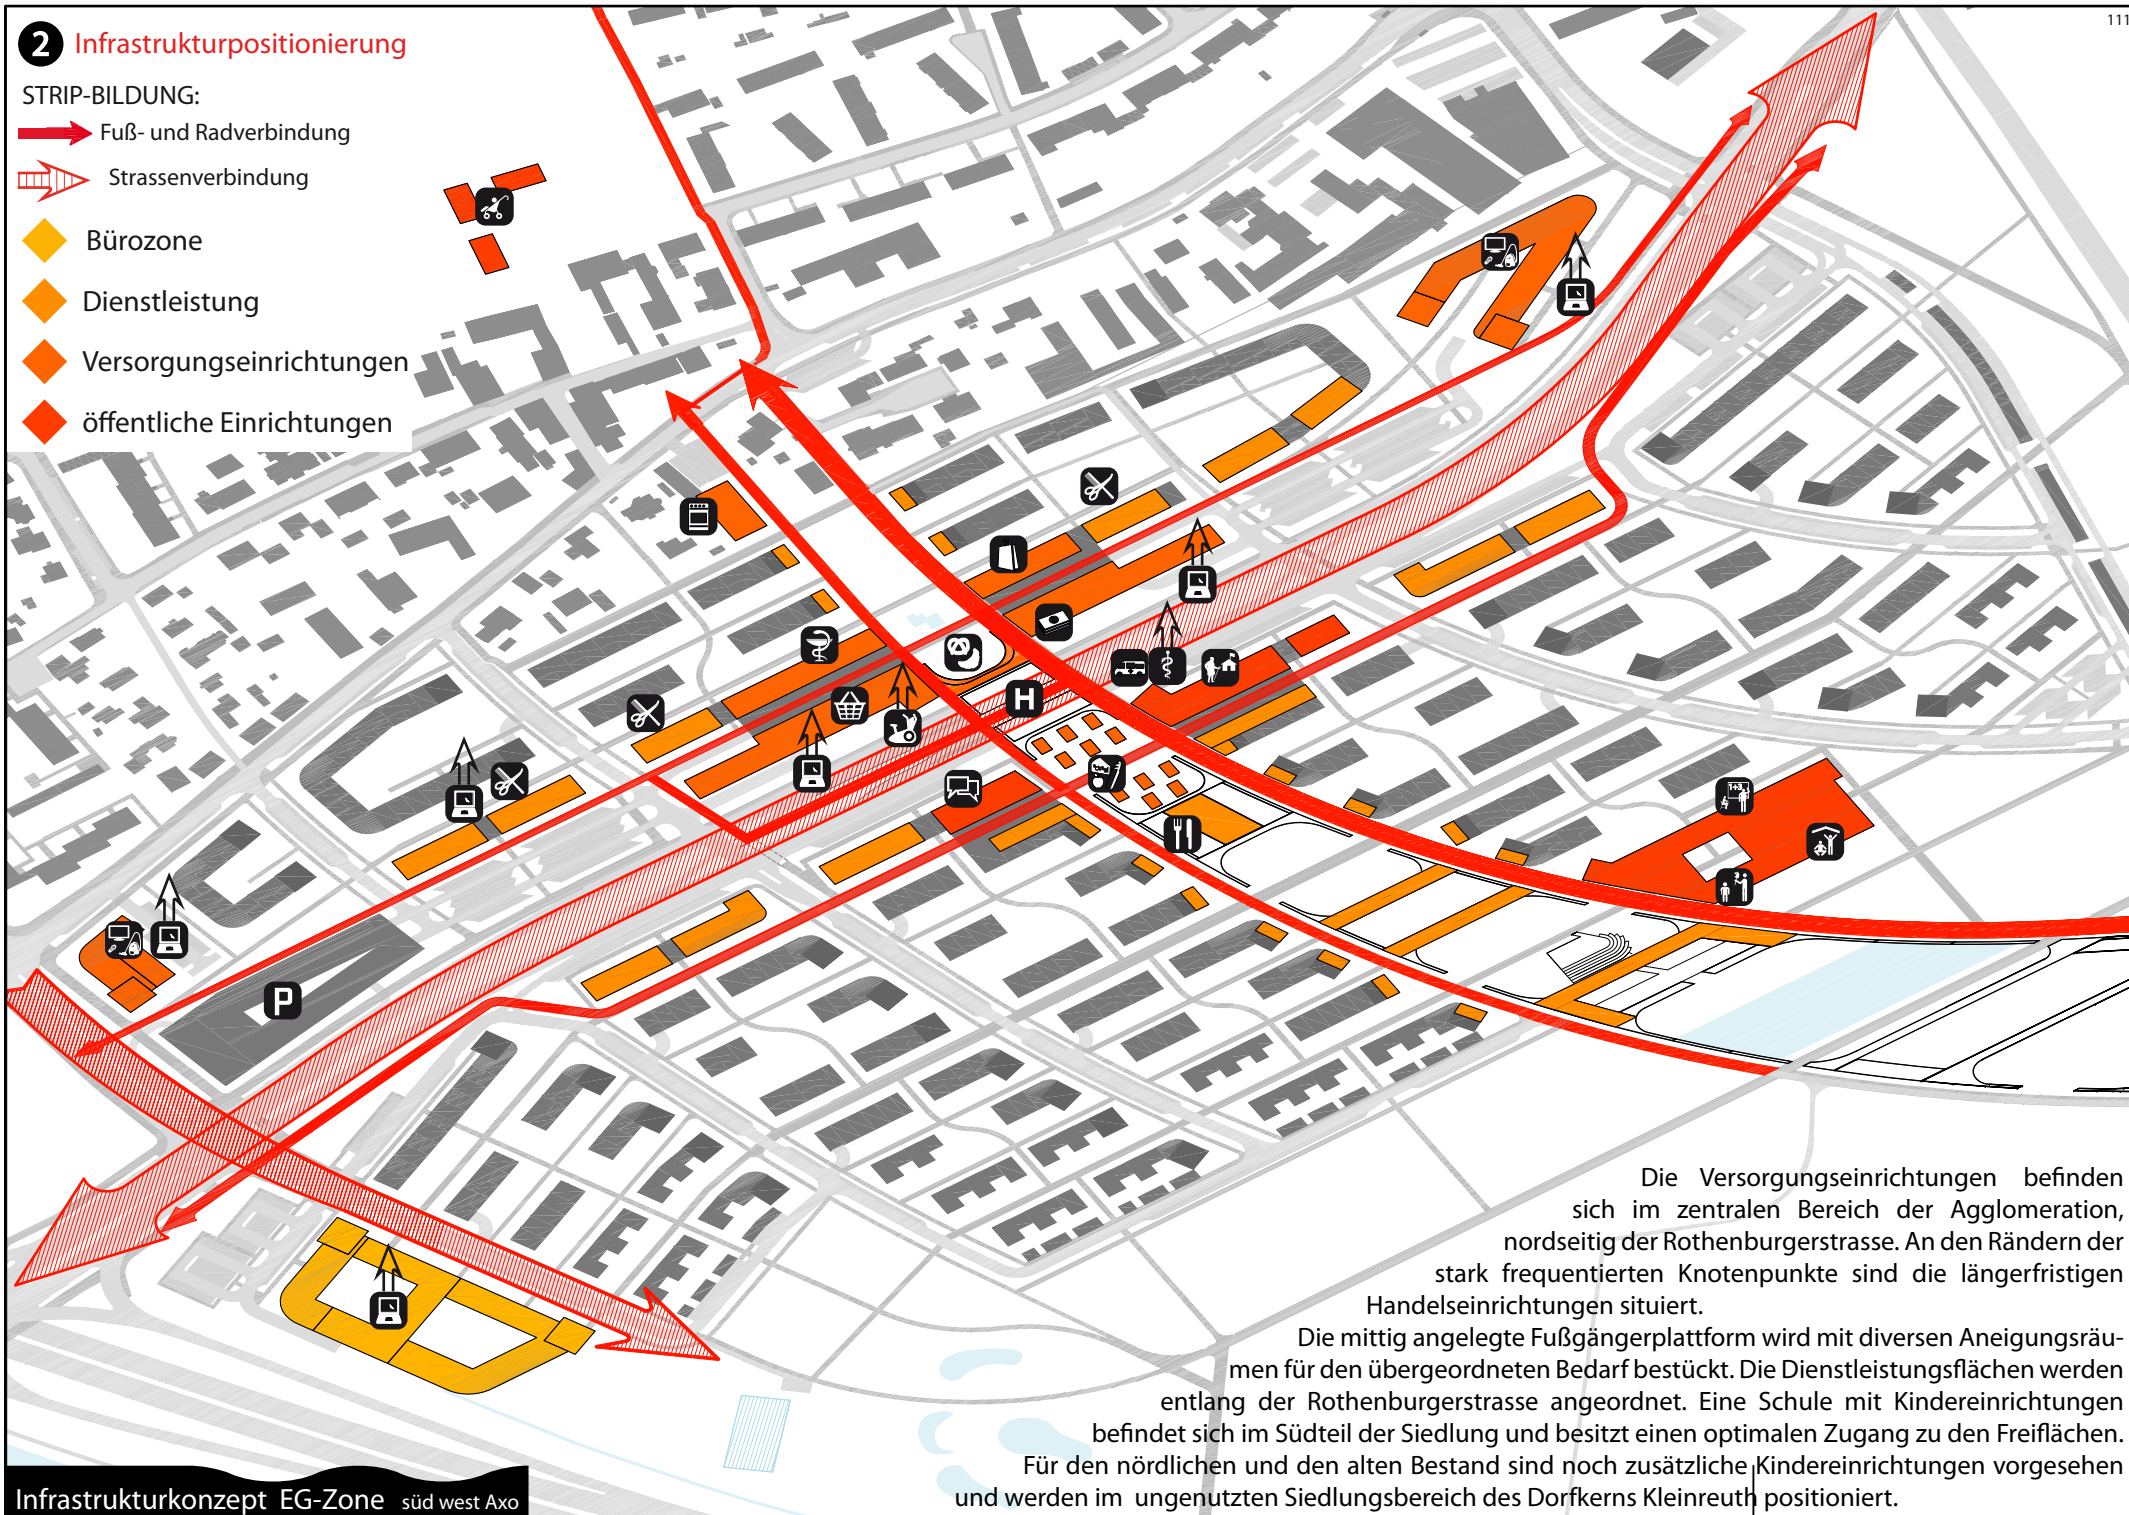 111
2 Infrastrukturpositionierung
STRIP-BILDUNG:
Fuß- und Radverbindung
Strassenverbindung
Bürozone
Dienstleistung
Versorgungseinrichtungen
öffentliche Einrichtungen
H
1+3
P
Die Versorgungseinrichtungen befinden
sich im zentralen Bereich der Agglomeration,
nordseitig der Rothenburgerstrasse. An den Rändern der
stark frequentierten Knotenpunkte sind die längerfristigen
Handelseinrichtungen situiert.
Die mittig angelegte Fußgängerplattform wird mit diversen Aneigungsräu-
men für den übergeordneten Bedarf bestückt. Die Dienstleistungsflächen werden
entlang der Rothenburgerstrasse angeordnet. Eine Schule mit Kindereinrichtungen
befindet sich im Südteil der Siedlung und besitzt einen optimalen Zugang zu den Freiflächen.
Für den nördlichen und den alten Bestand sind noch zusätzliche Kindereinrichtungen vorgesehen
und werden im ungenutzten Siedlungsbereich des Dorfkerns Kleinreuth positioniert.
Infrastrukturkonzept EG-Zone süd west Axo